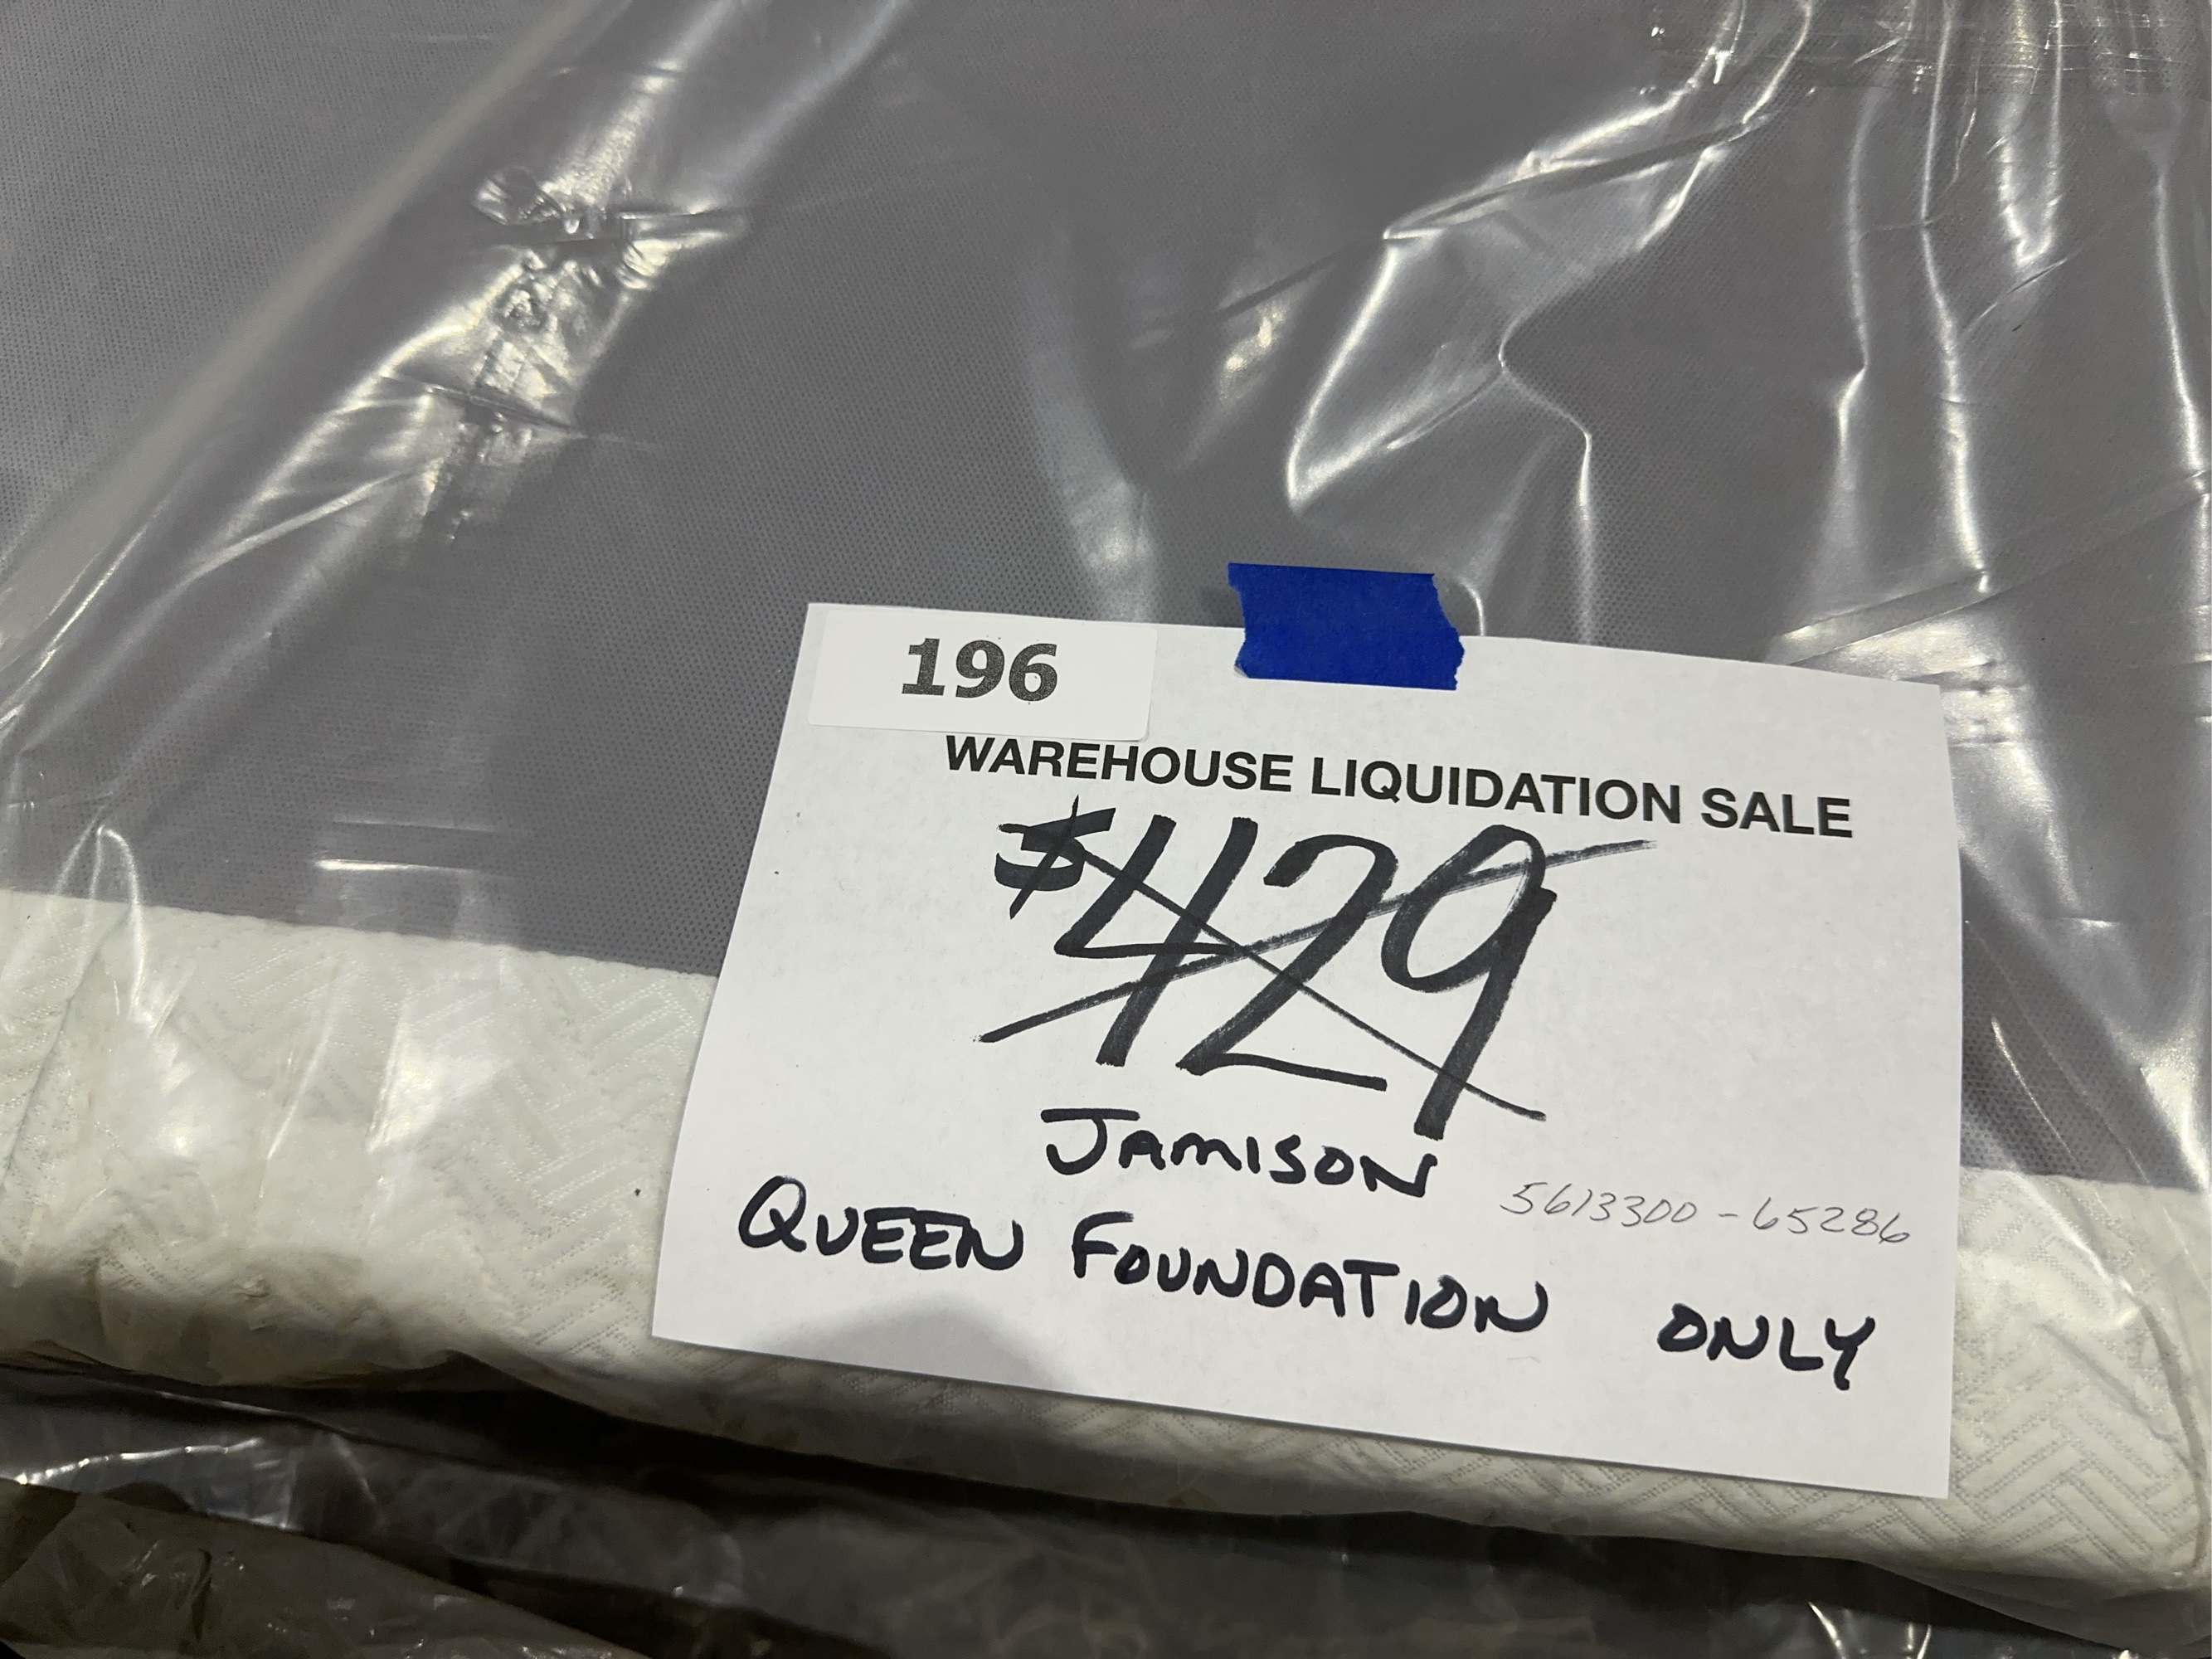 196
WAREHOUSE LIQUIDATION SALE
$429
JAMISON
5613300-65286
QUEEN FOUNDATION ONLY